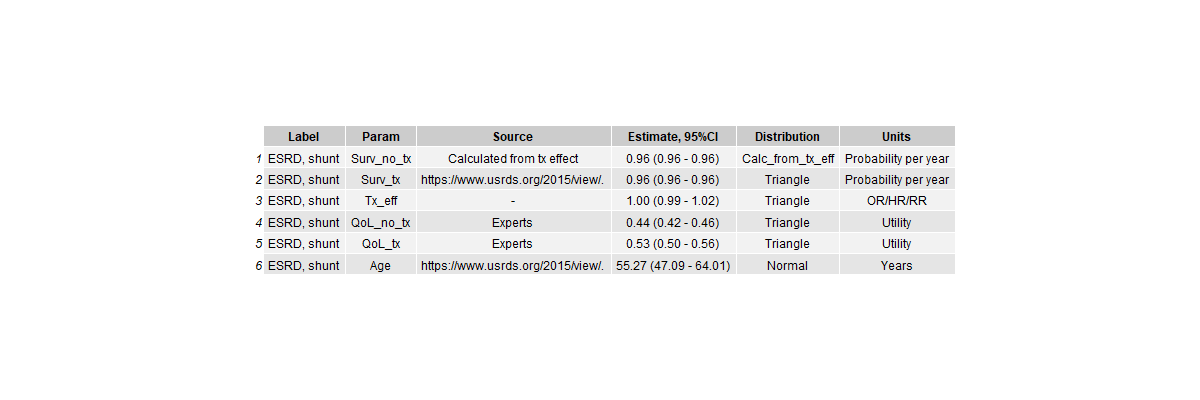 Label Param Source Estimate, 95%CI Distribution Units
1 ESRD, shunt Surv_no_tx Calculated from tx effect 0.96 (0.96 - 0.96) Calc_from_tx_eff Probability per year
2 ESRD, shunt Surv_tx https://www.usrds.org/2015/view/. 0.96 (0.96 - 0.96) Triangle Probability per year
3 ESRD, shunt Tx_eff - 1.00 (0.99 - 1.02) Triangle OR/HR/RR
4 ESRD, shunt QoL_no_tx Experts 0.44 (0.42 - 0.46) Triangle Utility
5 ESRD, shunt QoL_tx Experts 0.53 (0.50 - 0.56) Triangle Utility
6 ESRD, shunt Age https://www.usrds.org/2015/view/. 55.27 (47.09 - 64.01) Normal Years